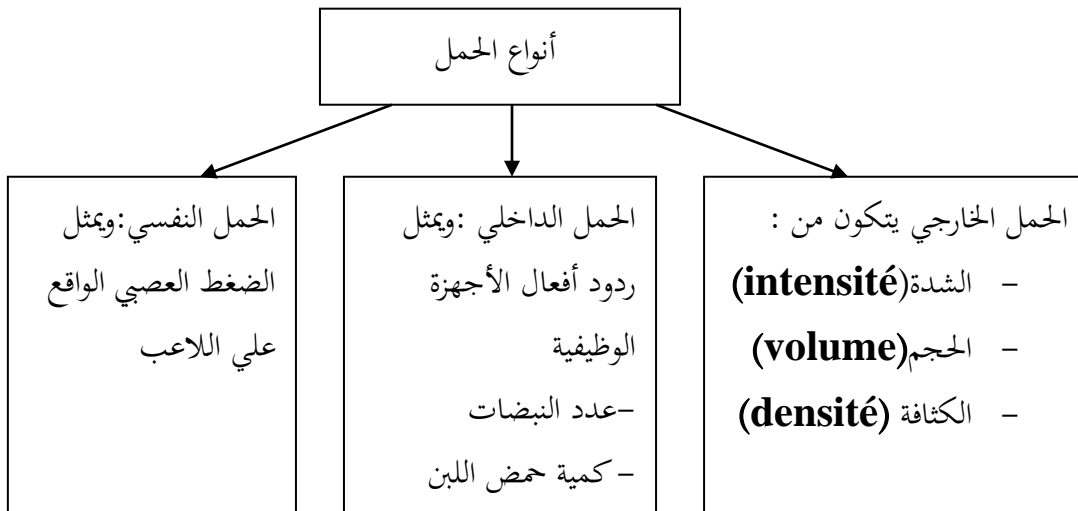 أنواع الحمل
الحمل الخارجي يتكون من :
– الشدة(intensité)
– الحجم(volume)
– الكثافة (densité)
الحمل الداخلي :ويمثل
ردود أفعال الأجهزة
الوظيفية
–عدد النبضات
– كمية حمض اللبن
الحمل النفسي:ويمثل
الضغط العصبي الواقع
علي اللاعب